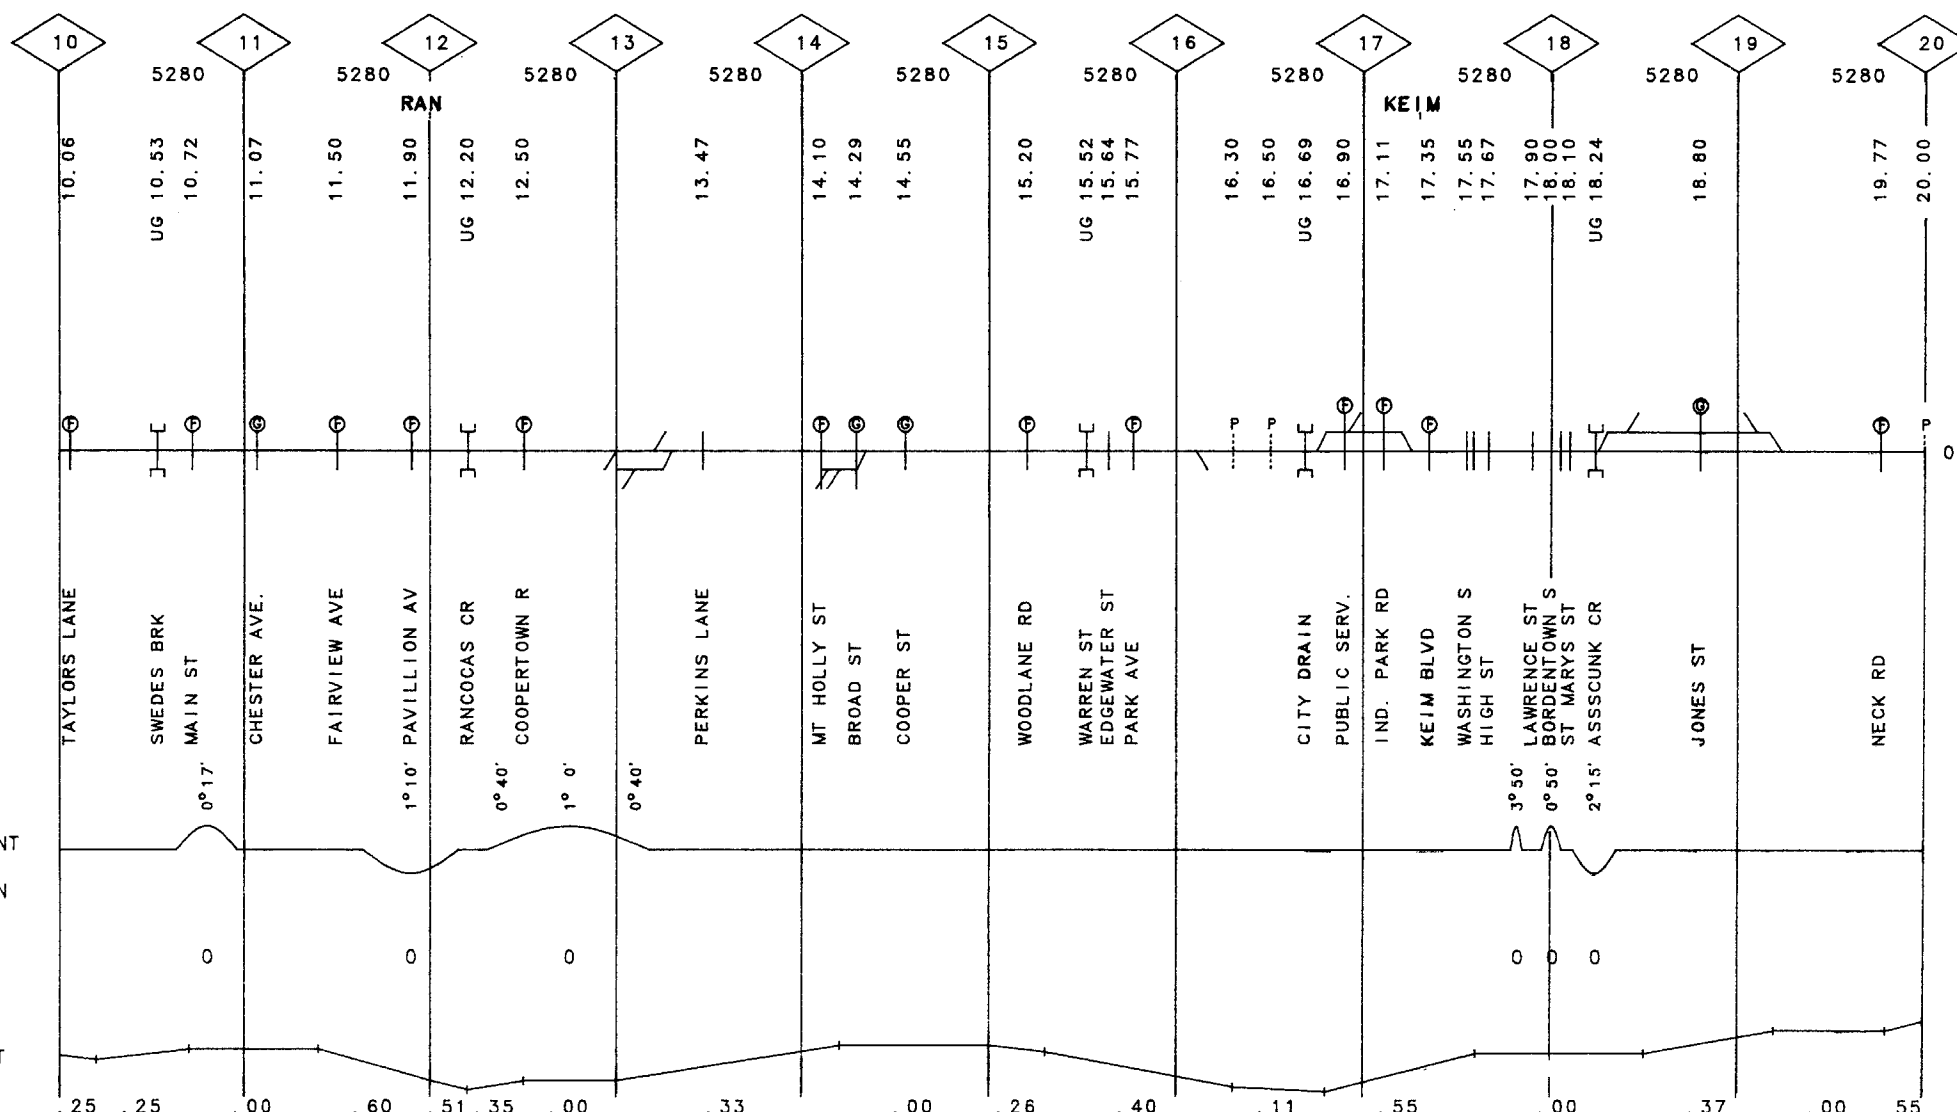 10 11 12 13 14 15 16 17 18 19 20
5280 5280 5280 5280 5280 5280 5280 5280 5280 5280
RAN KEIM
10.06
UG 10.53
10.72
11.07
11.50
11.90
UG 12.20
12.50
13.47
14.10
14.29
14.55
15.20
UG 15.52
15.64
15.77
16.30
16.50
UG 16.69
16.90
17.11
17.35
17.55
17.67
17.90
18.00
18.10
UG 18.24
18.80
19.77
20.00
F F G F F F F G G F F P P F F F G F P
0
TAYLORS LANE
SWEDES BRK
MAIN ST
CHESTER AVE.
FAIRVIEW AVE
PAVILLION AV
RANCOCAS CR
COOPERTOWN R
PERKINS LANE
MT HOLLY ST
BROAD ST
COOPER ST
WOODLANE RD
WARREN ST
EDGEWATER ST
PARK AVE
CITY DRAIN
PUBLIC SERV.
IND. PARK RD
KEIM BLVD
WASHINGTON S
HIGH ST
LAWRENCE ST
BORDENTOWN S
ST MARYS ST
ASSSCUNK CR
JONES ST
NECK RD
0°17' 1°10' 0°40' 1° 0' 0°40' 3°50' 0°50' 2°15'
NT
N
0 0 0 0 0 0
T
.25 .25 .00 .60 .51 .35 .00 .33 .00 .26 .40 .11 .55 .00 .37 .00 .55